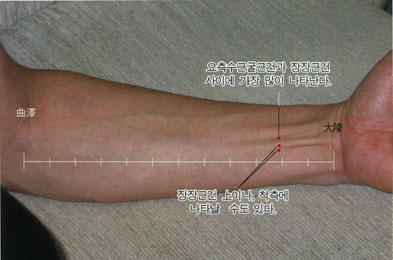 요측수근굴근건과 장장근건
사이에 가장 많이 나타난다.
曲澤
大陵
장장근건 上이나, 척측에
나타날 수도 있다.